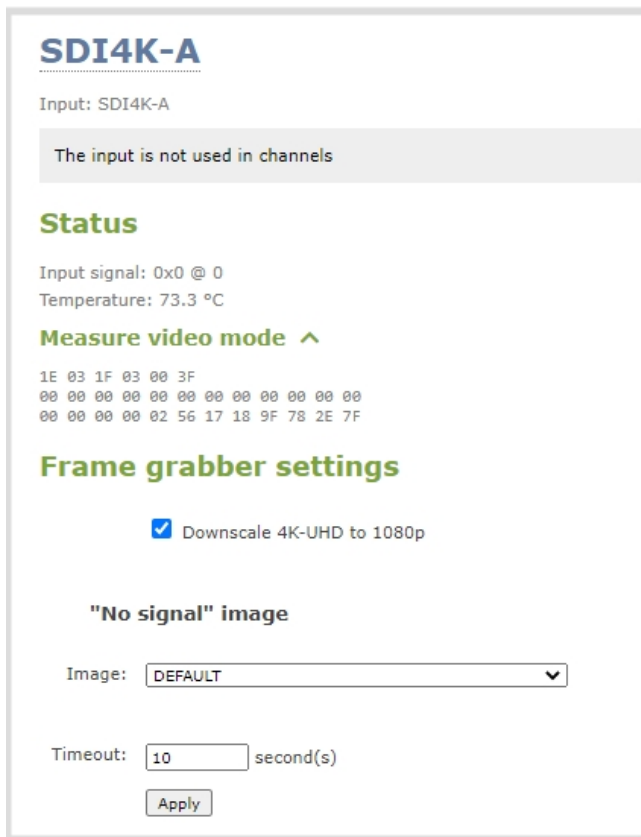 SDI4K-A
Input: SDI4K-A
The input is not used in channels
Status
Input signal: 0x0 @ 0
Temperature: 73.3 °C
Measure video mode
1E 03 1F 03 00 3F
00 00 00 00 00 00 00 00 00 00 00 00
00 00 00 00 02 56 17 18 9F 78 2E 7F
Frame grabber settings
Downscale 4K-UHD to 1080p
"No signal" image
Image: DEFAULT
Timeout: 10 second(s)
Apply